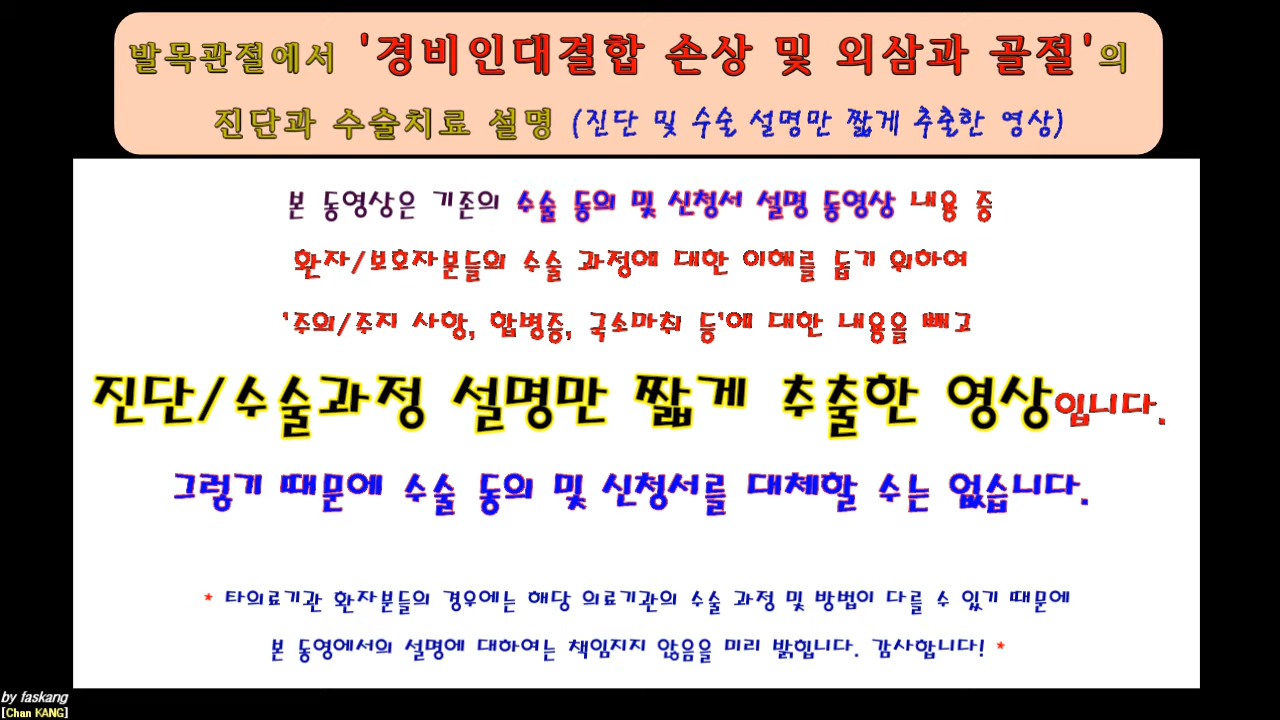 발목관절에서 '경비인대결합 손상 및 외삼과 골절'의
진단과 수술치료 설명 (진단 및 수술 설명만 짧게 추출한 영상)
본 동영상은 기존의 수술 동의 및 신청서 설명 동영상 내용 중
환자/보호자분들의 수술 과정에 대한 이해를 돕기 위하여
'주의/주지 사항, 합병증, 국소마취 등'에 대한 내용을 빼고
진단/수술과정 설명만 짧게 추출한 영상입니다.
그렇기 때문에 수술 동의 및 신청서를 대체할 수는 없습니다.
* 타의료기관 환자분들의 경우에는 해당 의료기관의 수술 과정 및 방법이 다를 수 있기 때문에
본 동영에서의 설명에 대하여는 책임지지 않음을 미리 밝힙니다. 감사합니다! *
by faskang
[Chan KANG]